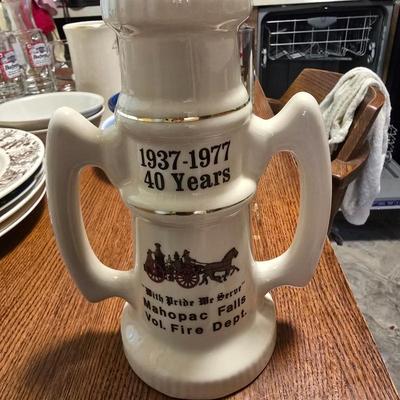 1937-1977
40 Years
"With Pride We Serve"
Mahopac Falls
Vol. Fire Dept.